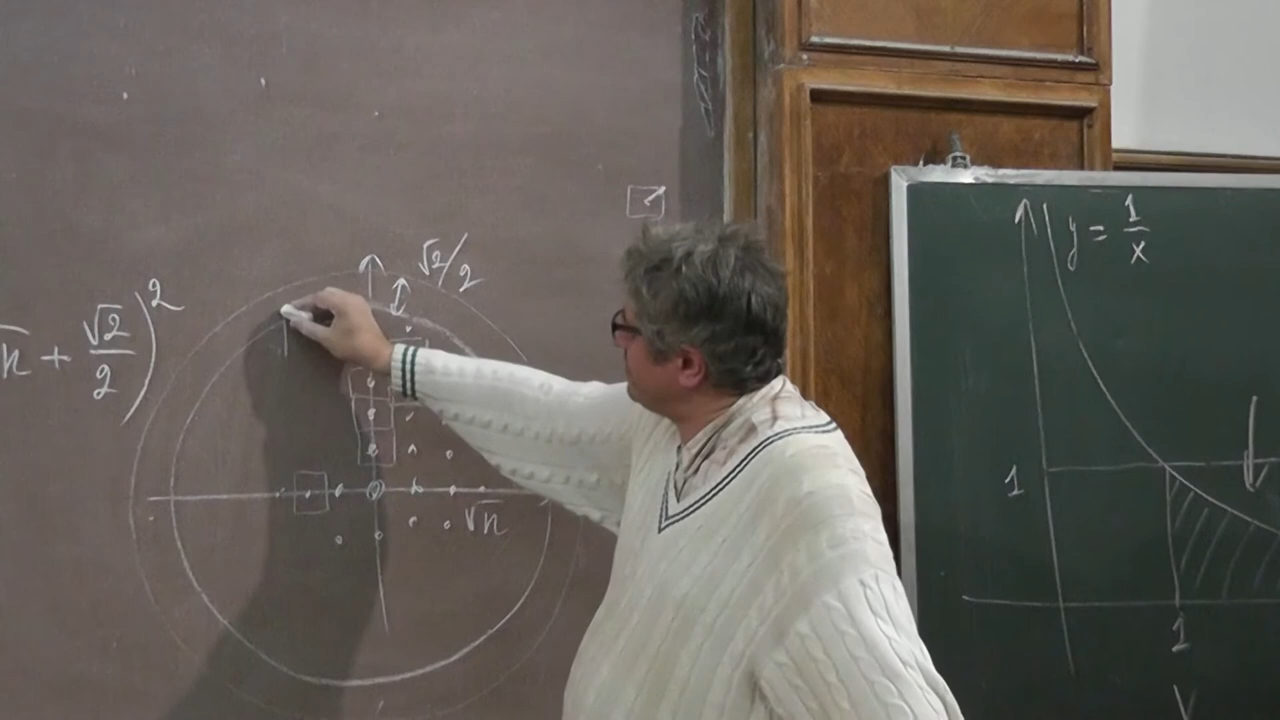 √2/2
√n + √2/2)²
√n
y = 1/x
1
1